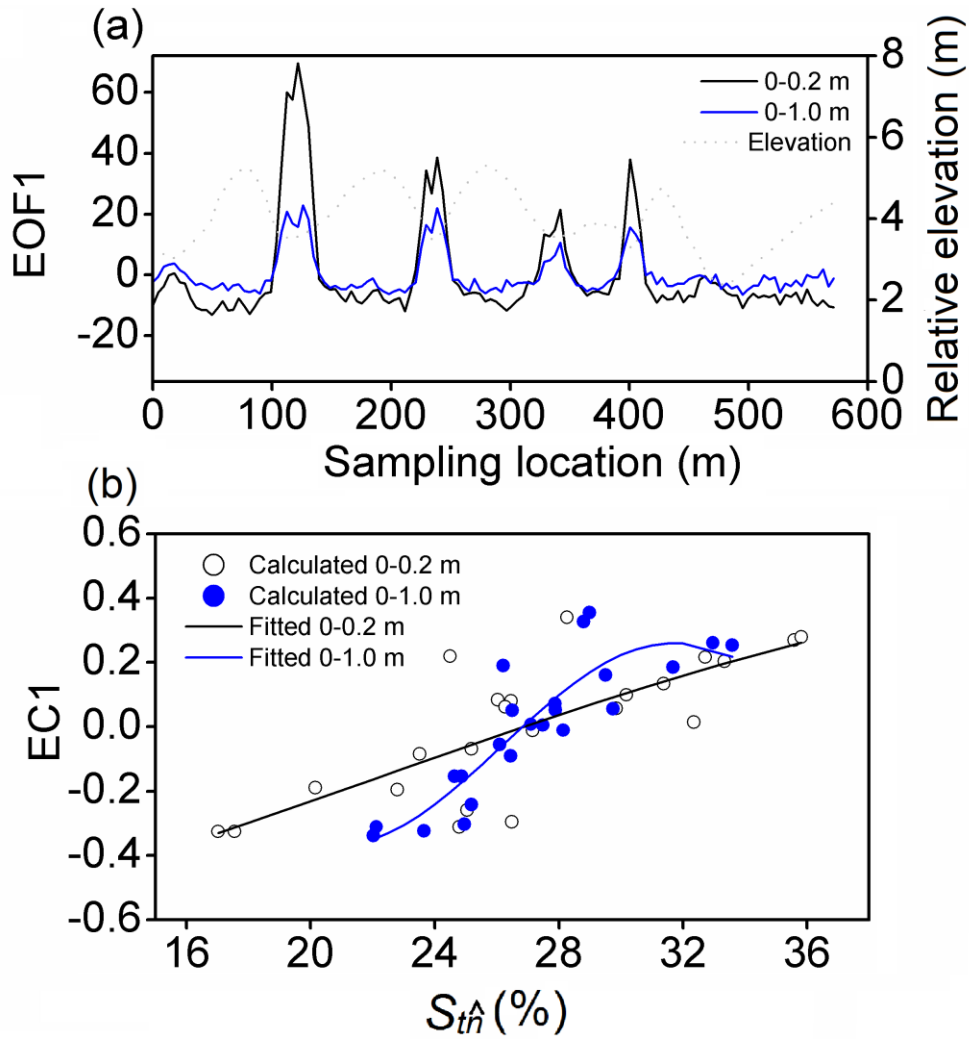 (a)
60
40
20
0
-20
EOF1
8
6
4
2
0
Relative elevation (m)
0-0.2 m
0-1.0 m
Elevation
0 100 200 300 400 500 600
Sampling location (m)
(b)
0.6
0.4
0.2
0.0
-0.2
-0.4
-0.6
EC1
Calculated 0-0.2 m
Calculated 0-1.0 m
Fitted 0-0.2 m
Fitted 0-1.0 m
16 20 24 28 32 36
Stn̂ (%)